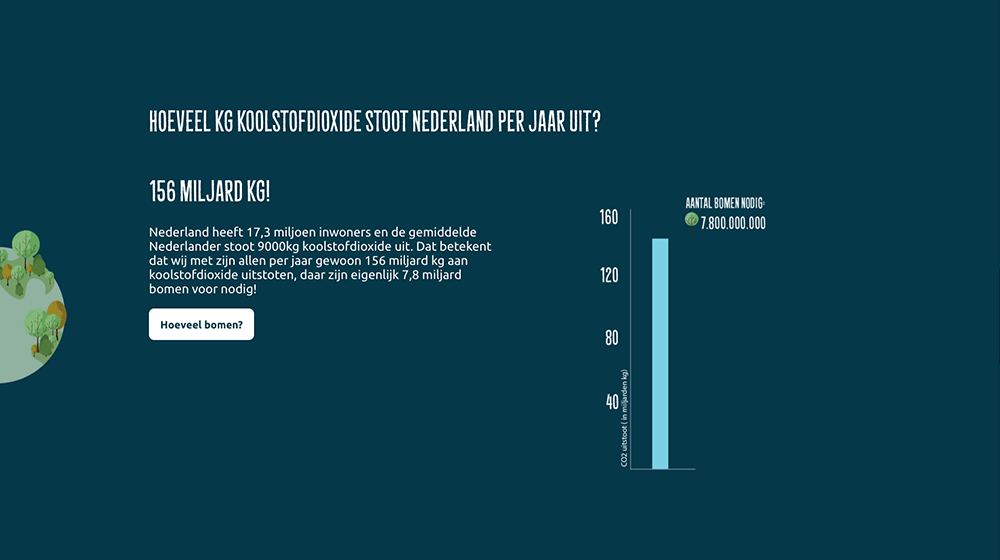 HOEVEEL KG KOOLSTOFDIOXIDE STOOT NEDERLAND PER JAAR UIT?
156 MILJARD KG!
Nederland heeft 17,3 miljoen inwoners en de gemiddelde
Nederlander stoot 9000kg koolstofdioxide uit. Dat betekent
dat wij met zijn allen per jaar gewoon 156 miljard kg aan
koolstofdioxide uitstoten, daar zijn eigenlijk 7,8 miljard
bomen voor nodig!
Hoeveel bomen?
AANTAL BOMEN NODIG:
7.800.000.000
160
120
80
40
CO2 uitstoot ( in miljarden kg)